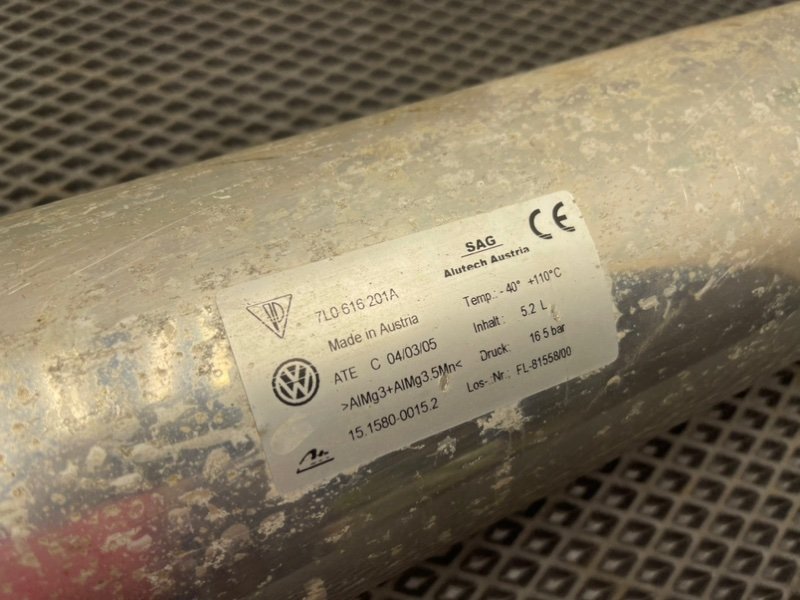 7L0 616 201A
Made in Austria
ATE C 04/03/05
>AlMg3+AlMg3.5Mn<
15.1580-0015.2
SAG
Alutech Austria
CE
Temp.: - 40° +110°C
Inhalt: 5.2 L
Druck: 16 5 bar
Los- Nr.: FL-81558/00